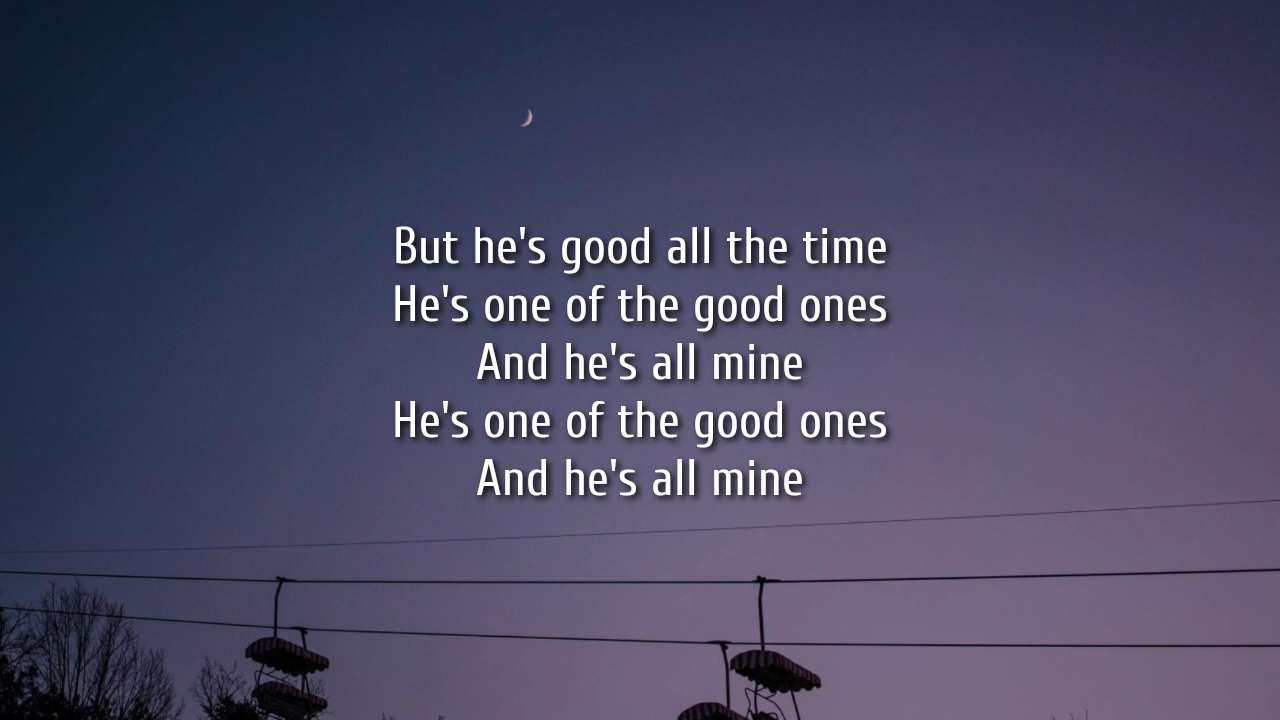 But he's good all the time
He's one of the good ones
And he's all mine
He's one of the good ones
And he's all mine